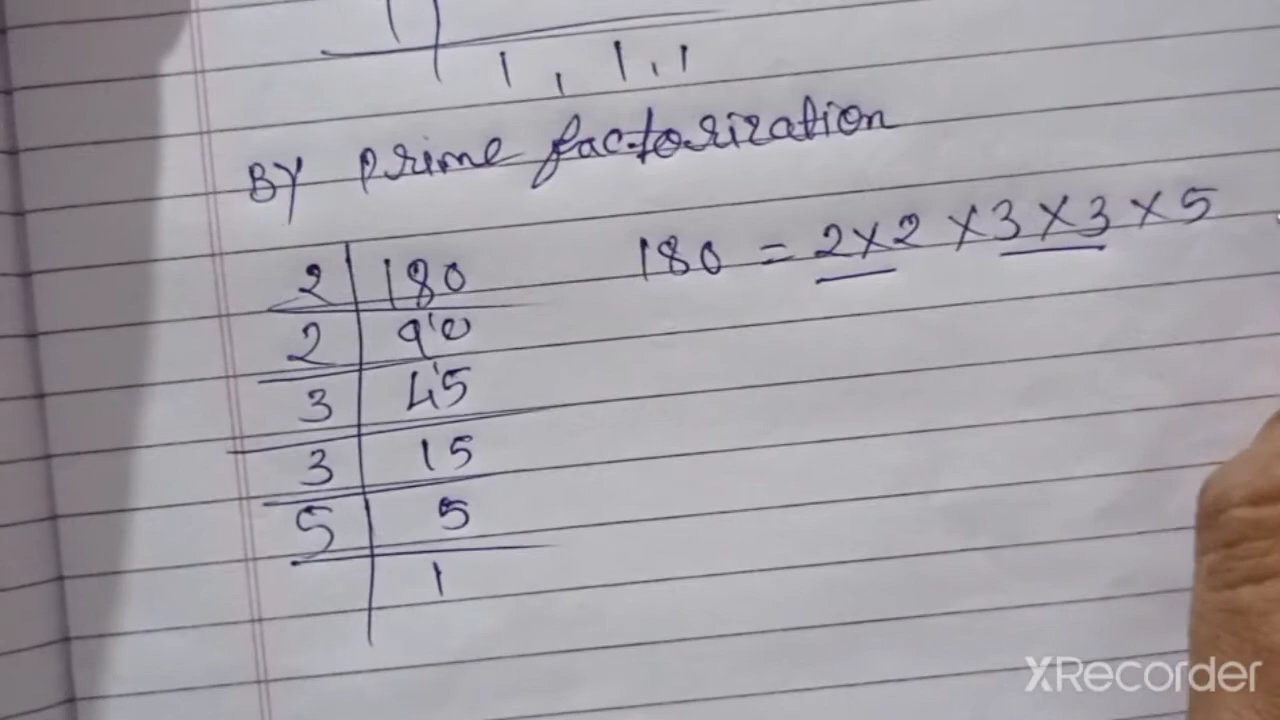 1
1 , 1 , 1
BY Prime factorization
180 = 2 X 2 X 3 X 3 X 5
2 | 180
2 | 90
3 | 45
3 | 15
5 | 5
1
XRecorder